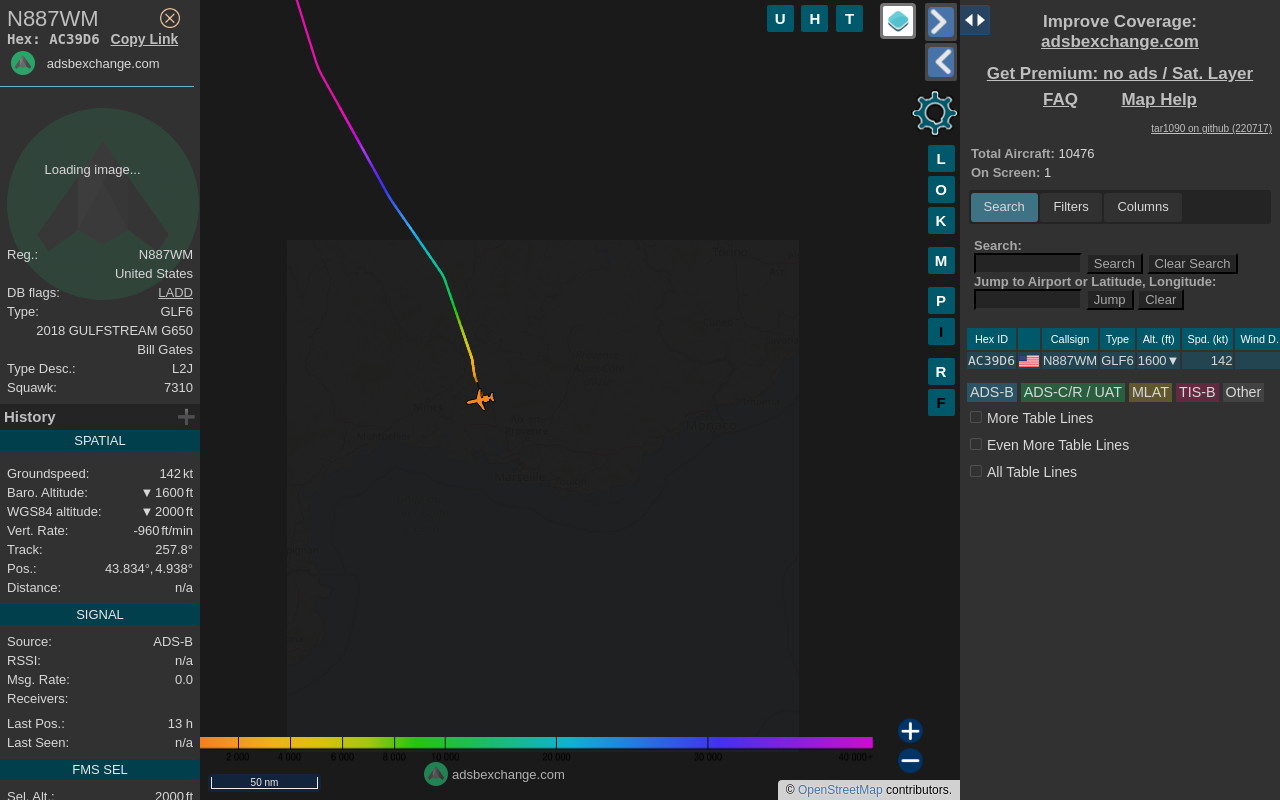 N887WM
Hex: AC39D6 Copy Link
adsbexchange.com
Loading image...
Reg.: N887WM
United States
DB flags: LADD
Type: GLF6
2018 GULFSTREAM G650
Bill Gates
Type Desc.: L2J
Squawk: 7310
History
SPATIAL
Groundspeed: 142 kt
Baro. Altitude: ▼ 1600 ft
WGS84 altitude: ▼ 2000 ft
Vert. Rate: -960 ft/min
Track: 257.8°
Pos.: 43.834°, 4.938°
Distance: n/a
SIGNAL
Source: ADS-B
RSSI: n/a
Msg. Rate: 0.0
Receivers:
Last Pos.: 13 h
Last Seen: n/a
FMS SEL
Sel. Alt.: 2000 ft
U H T
L
O
K
M
P
I
R
F
Torino
Monaco
Marseille
Montpellier
2 000 4 000 6 000 8 000 10 000 20 000 30 000 40 000+
50 nm
adsbexchange.com
© OpenStreetMap contributors.
Improve Coverage:
adsbexchange.com
Get Premium: no ads / Sat. Layer
FAQ Map Help
tar1090 on github (220717)
Total Aircraft: 10476
On Screen: 1
Search Filters Columns
Search:
Search Clear Search
Jump to Airport or Latitude, Longitude:
Jump Clear
Hex ID Callsign Type Alt. (ft) Spd. (kt) Wind D.
AC39D6 N887WM GLF6 1600▼ 142
ADS-B ADS-C/R / UAT MLAT TIS-B Other
More Table Lines
Even More Table Lines
All Table Lines